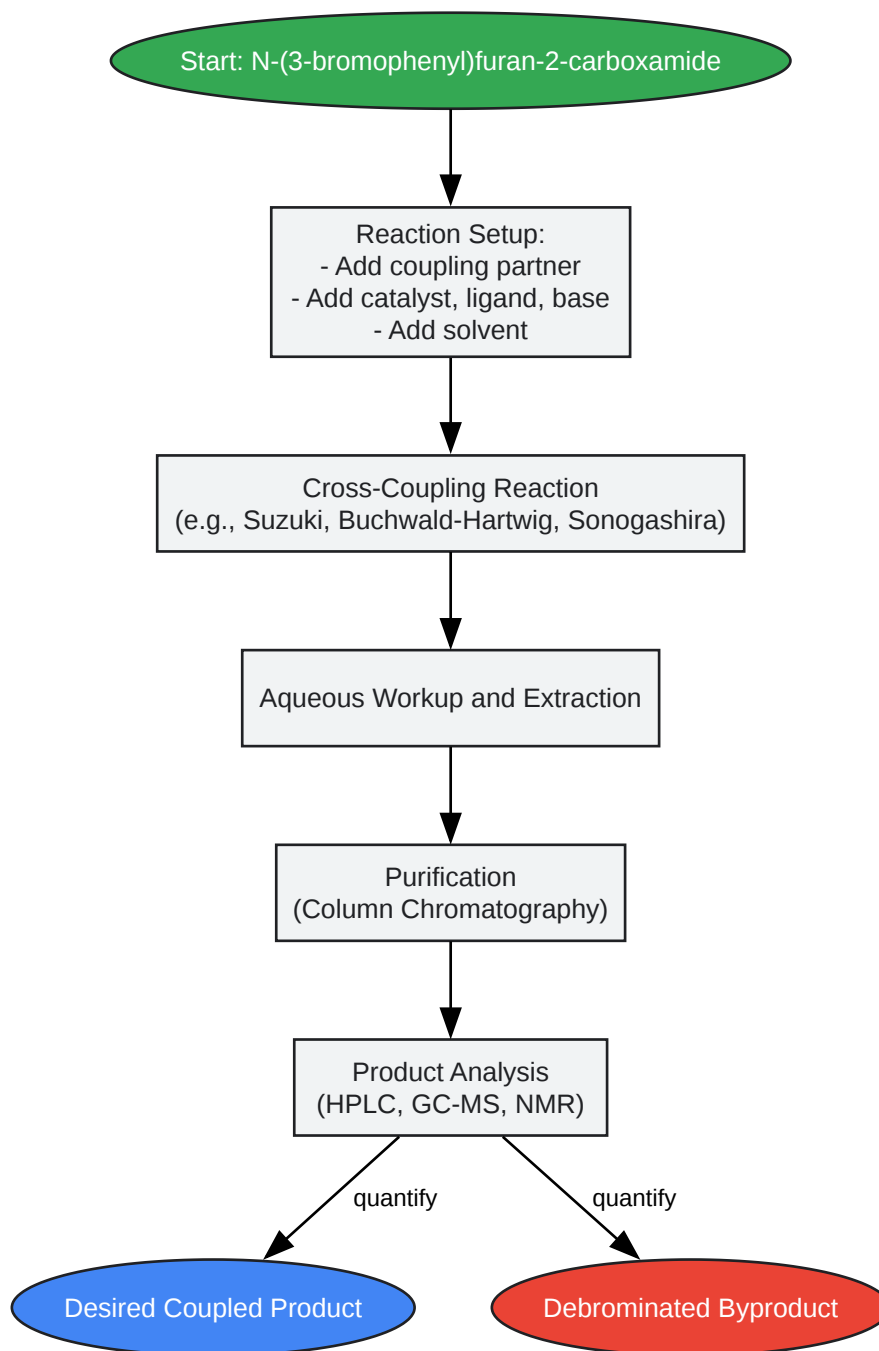 Start: N-(3-bromophenyl)furan-2-carboxamide
Reaction Setup:
- Add coupling partner
- Add catalyst, ligand, base
- Add solvent
Cross-Coupling Reaction
(e.g., Suzuki, Buchwald-Hartwig, Sonogashira)
Aqueous Workup and Extraction
Purification
(Column Chromatography)
Product Analysis
(HPLC, GC-MS, NMR)
quantify
quantify
Desired Coupled Product
Debrominated Byproduct